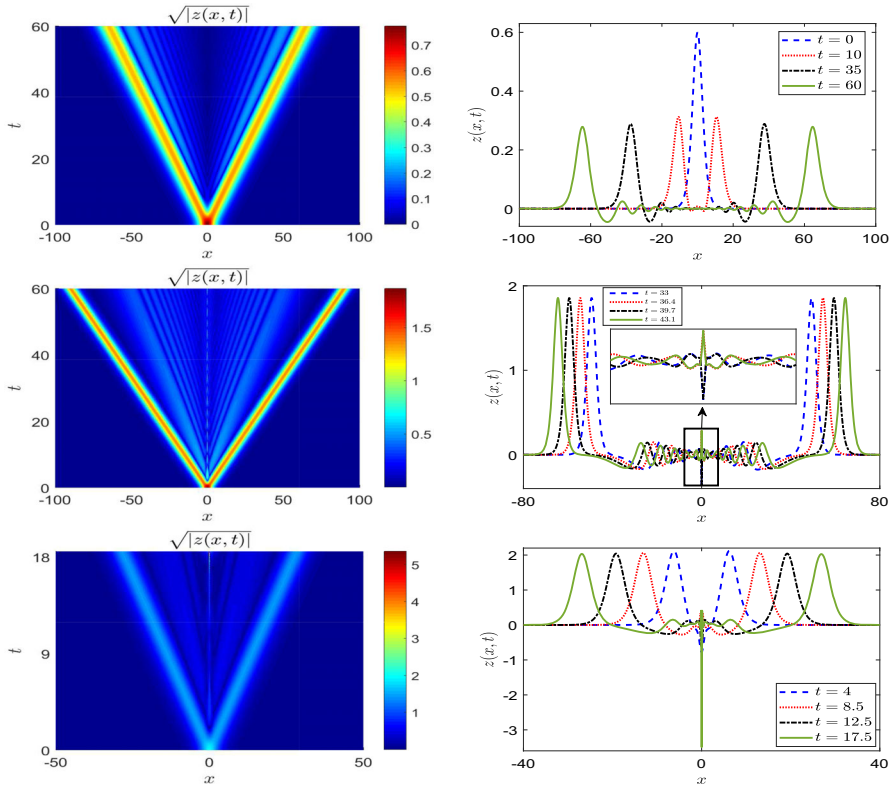 √|z(x, t)|
60
40
20
0
t
-100
-50
0
50
100
x
0.7
0.6
0.5
0.4
0.3
0.2
0.1
0
0.6
0.4
0.2
0
z(x, t)
-100
-60
-20
20
60
100
x
t = 0
t = 10
t = 35
t = 60
√|z(x, t)|
60
40
20
0
t
-100
-50
0
50
100
x
1.5
1
0.5
2
1
0
z(x, t)
-80
0
80
x
t = 33
t = 36.4
t = 39.7
t = 43.1
√|z(x, t)|
18
9
0
t
-50
0
50
x
5
4
3
2
1
2
1
0
-1
-2
-3
z(x, t)
-40
0
40
x
t = 4
t = 8.5
t = 12.5
t = 17.5